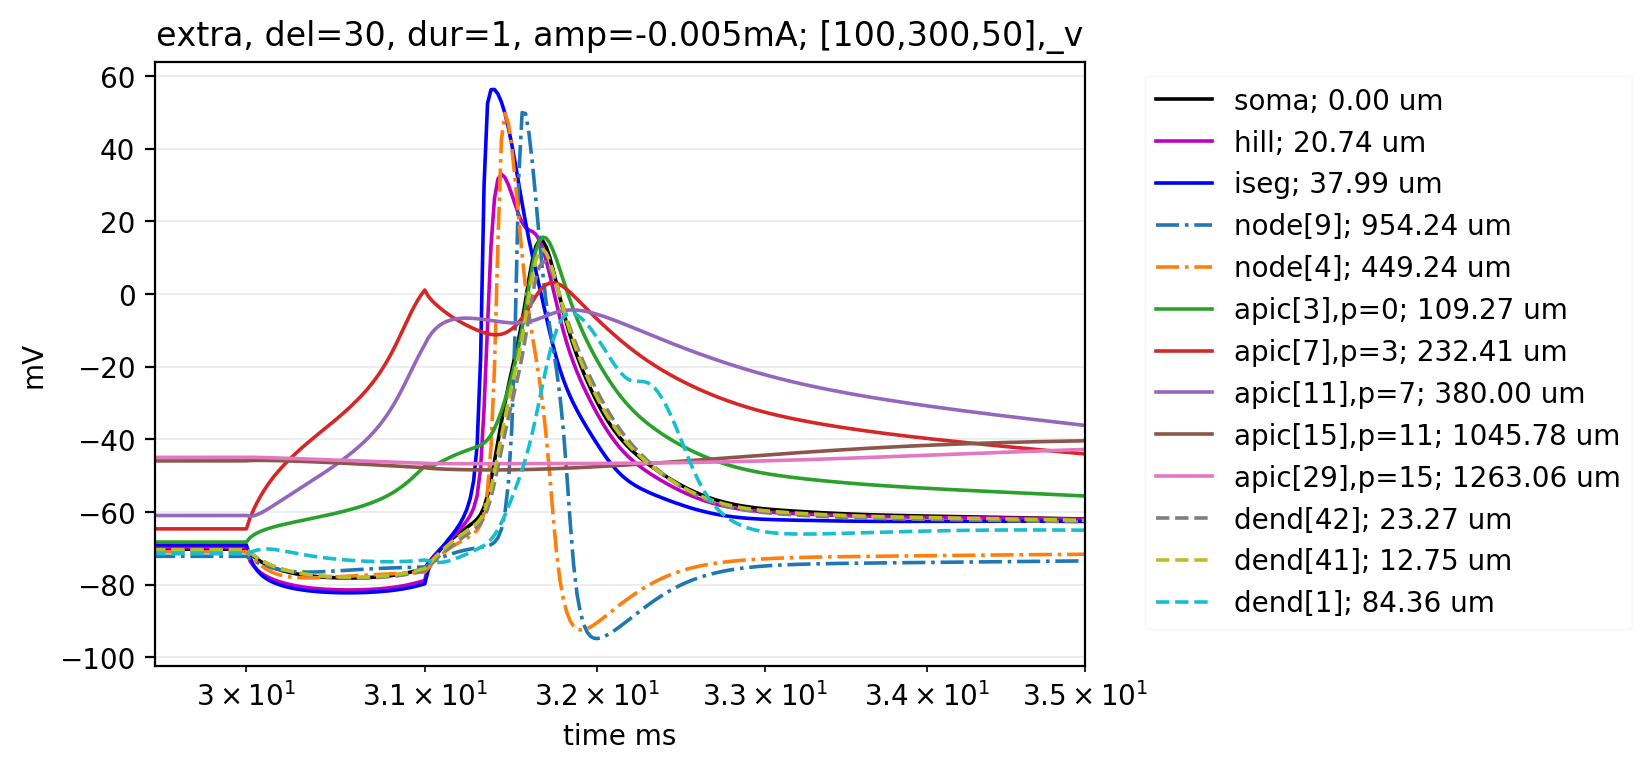 extra, del=30, dur=1, amp=-0.005mA; [100,300,50],_v
60
40
20
0
−20
−40
−60
−80
−100
mV
3 × 10¹
3.1 × 10¹
3.2 × 10¹
3.3 × 10¹
3.4 × 10¹
3.5 × 10¹
time ms
soma; 0.00 um
hill; 20.74 um
iseg; 37.99 um
node[9]; 954.24 um
node[4]; 449.24 um
apic[3],p=0; 109.27 um
apic[7],p=3; 232.41 um
apic[11],p=7; 380.00 um
apic[15],p=11; 1045.78 um
apic[29],p=15; 1263.06 um
dend[42]; 23.27 um
dend[41]; 12.75 um
dend[1]; 84.36 um